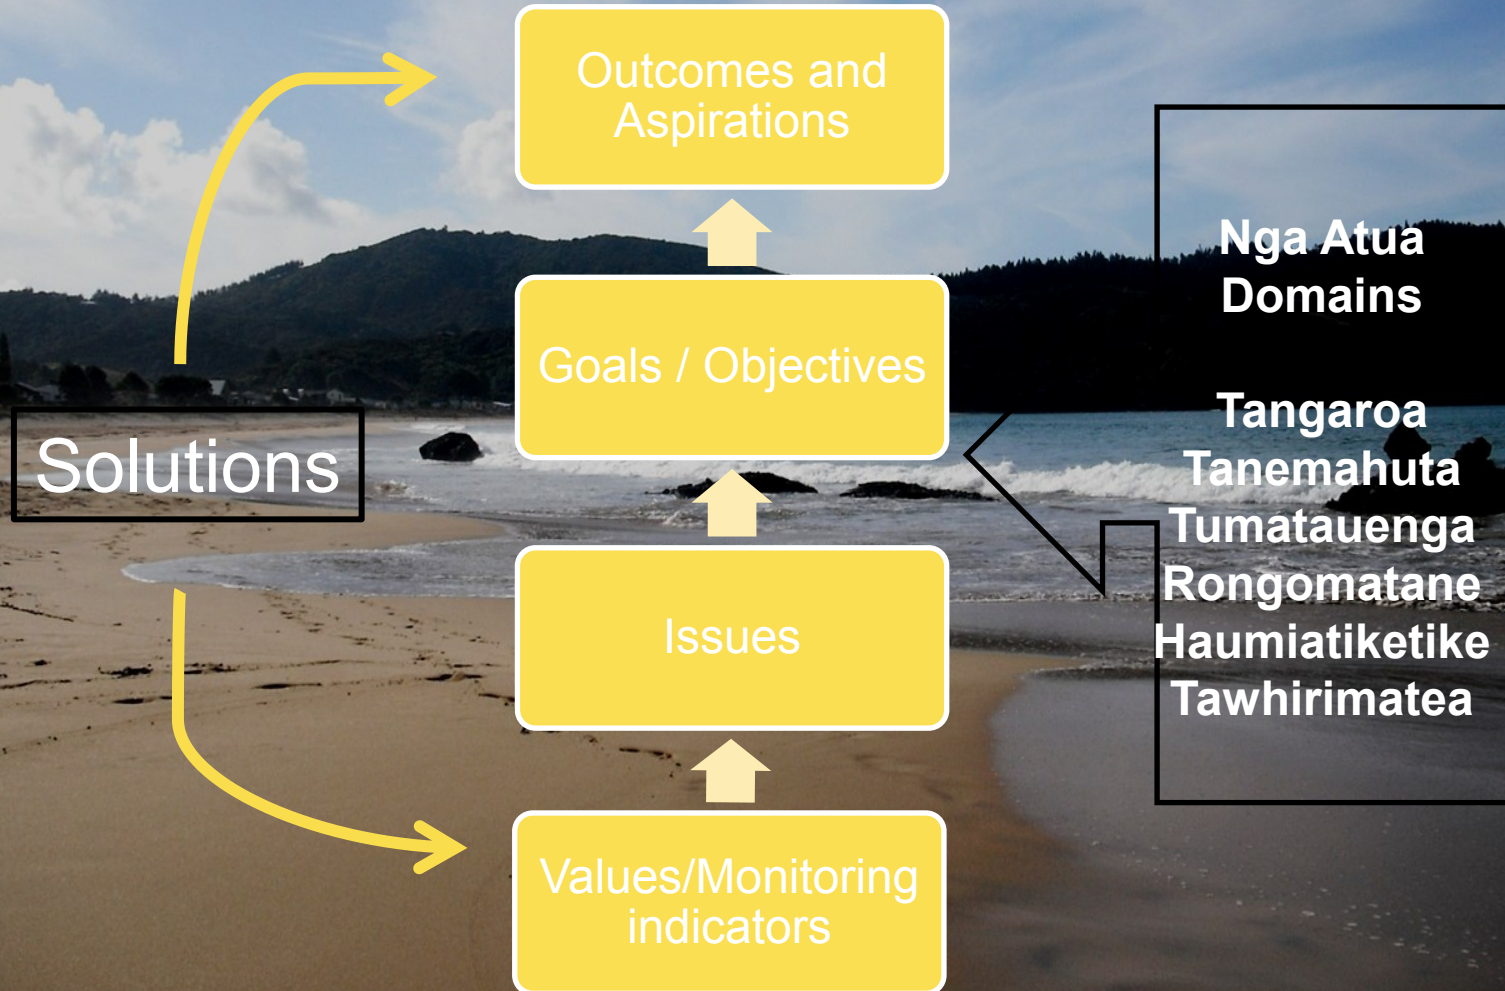 Outcomes and
Aspirations
Goals / Objectives
Issues
Values/Monitoring
indicators
Solutions
Nga Atua
Domains
Tangaroa
Tanemahuta
Tumatauenga
Rongomatane
Haumiatiketike
Tawhirimatea